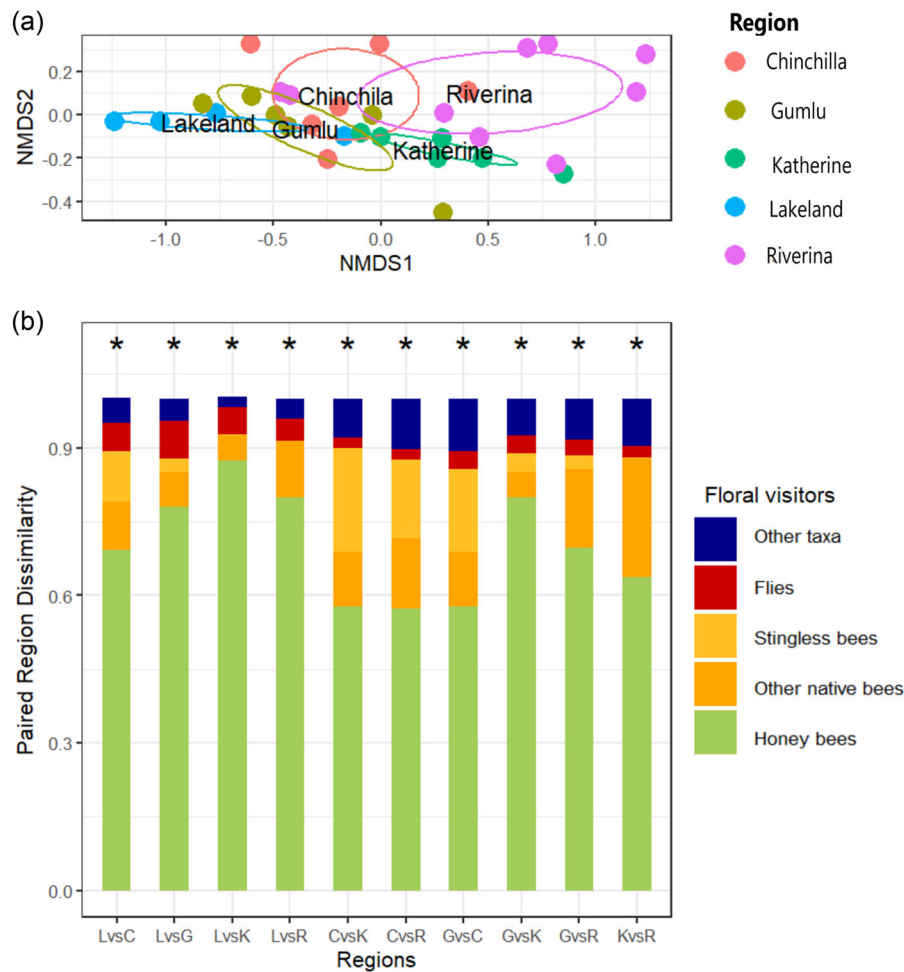 (a)
NMDS2
0.2
0.0
-0.2
-0.4
Chinchilla
Riverina
Lakeland
Gumlu
Katherine
-1.0 -0.5 0.0 0.5 1.0
NMDS1
Region
Chinchilla
Gumlu
Katherine
Lakeland
Riverina
(b)
Paired Region Dissimilarity
* * * * * * * * * *
0.9
0.6
0.3
0.0
LvsC LvsG LvsK LvsR CvsK CvsR GvsC GvsK GvsR KvsR
Regions
Floral visitors
Other taxa
Flies
Stingless bees
Other native bees
Honey bees